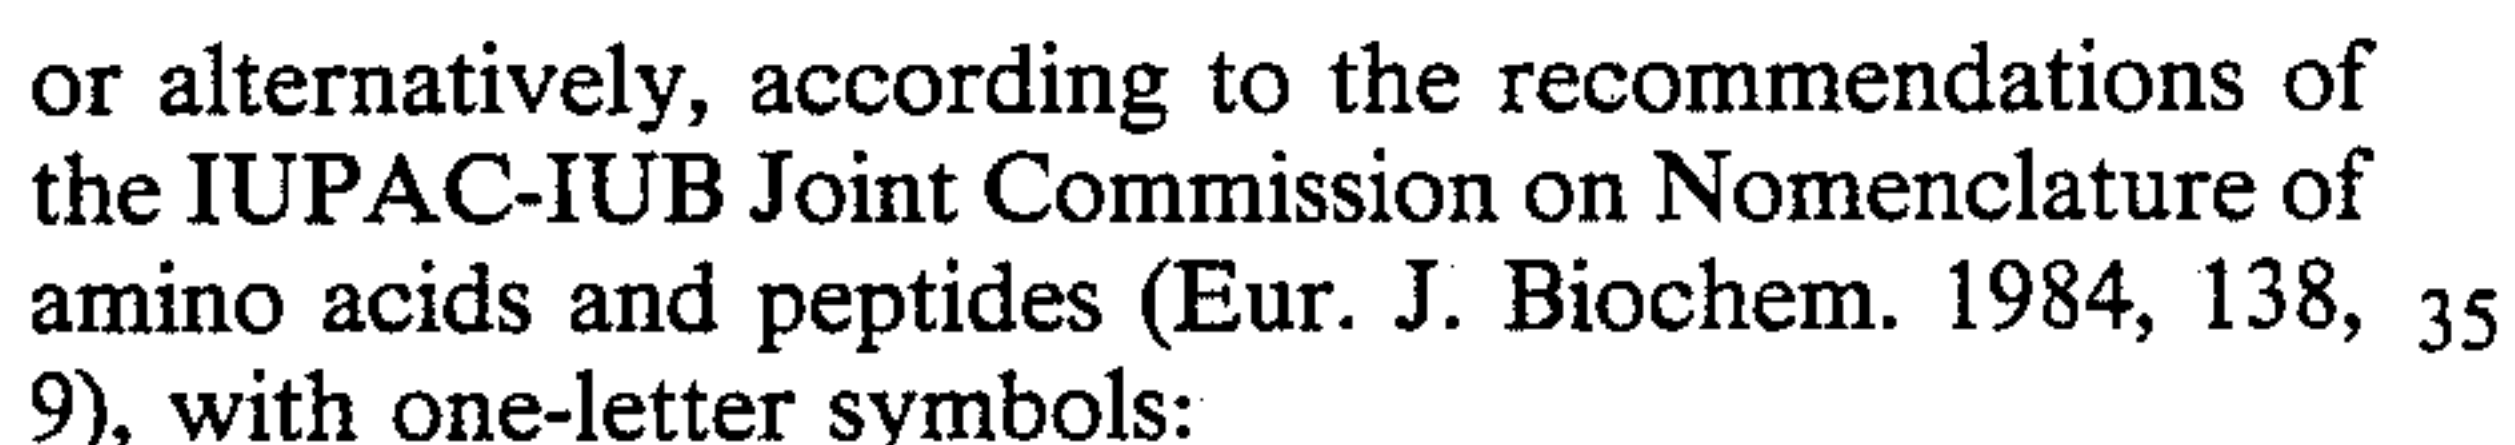 or alternatively, according to the recommendations of
the IUPAC-IUB Joint Commission on Nomenclature of
amino acids and peptides (Eur. J. Biochem. 1984, 138, 35
9), with one-letter symbols: